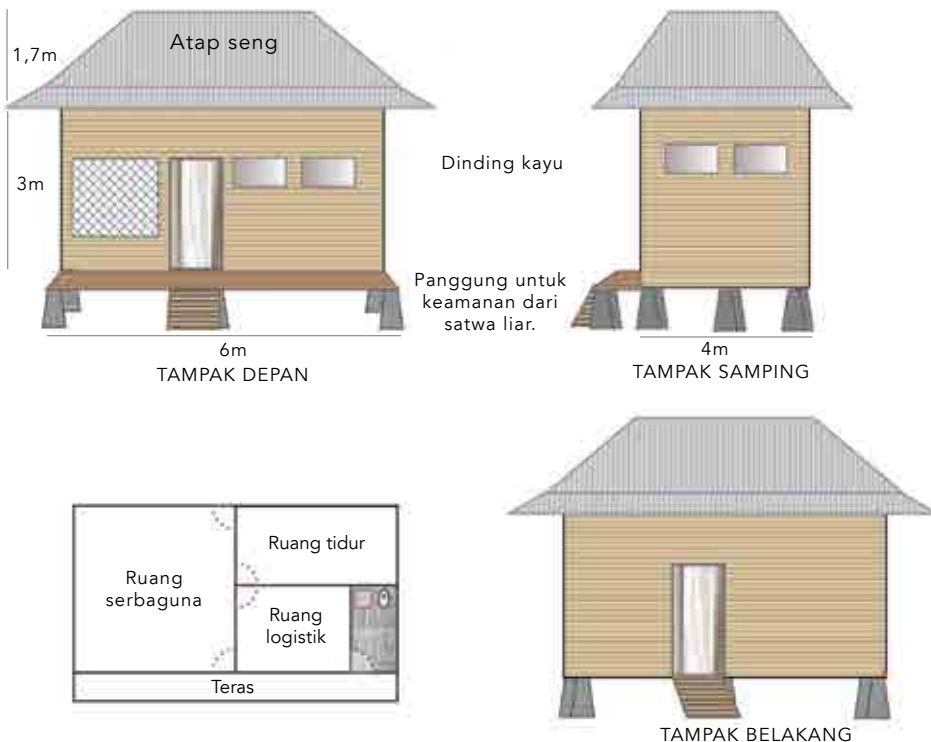 Atap seng
1,7m
3m
Dinding kayu
Panggung untuk
keamanan dari
satwa liar.
6m
TAMPAK DEPAN
4m
TAMPAK SAMPING
Ruang tidur
Ruang
serbaguna
Ruang
logistik
Teras
TAMPAK BELAKANG